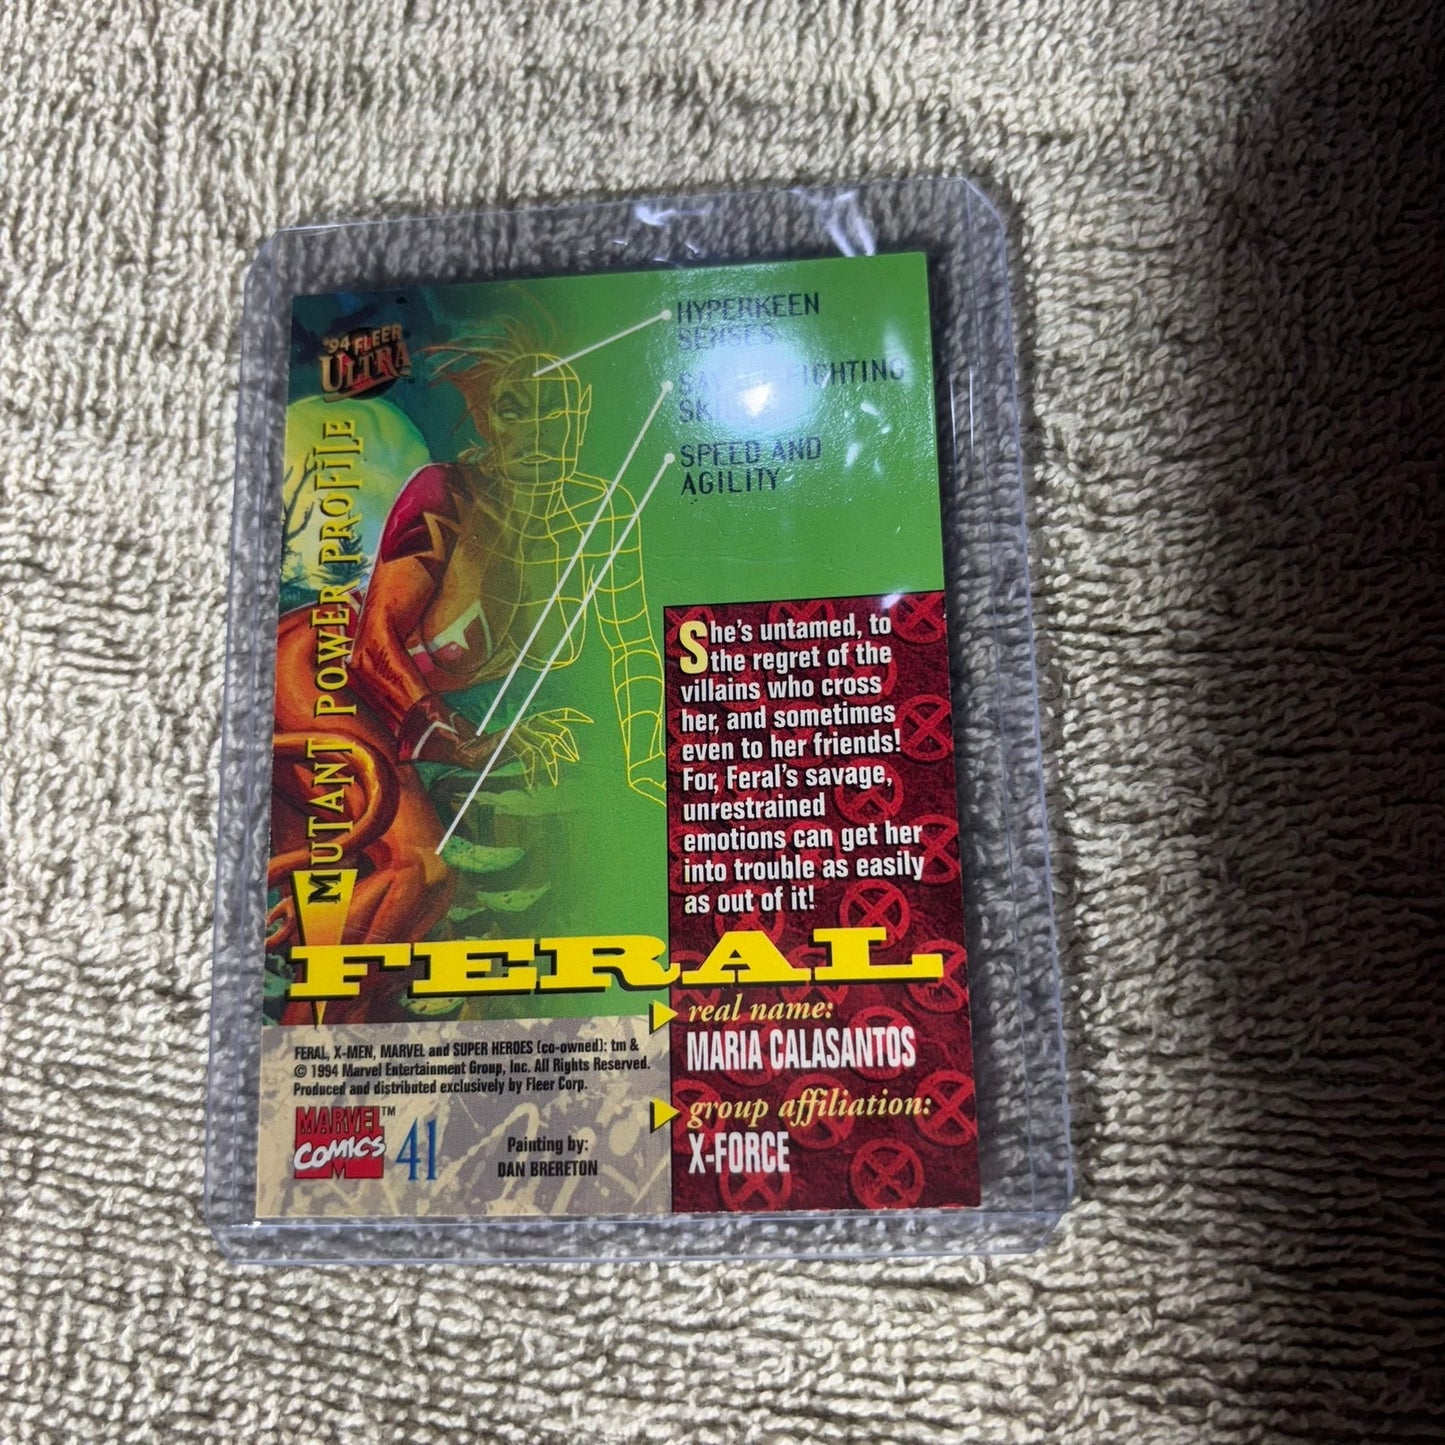 '94 FLEER
ULTRA™
MUTANT POWER PROFILE
HYPERKEEN
SENSES
FIGHTING
SPEED AND
AGILITY
She's untamed, to
the regret of the
villains who cross
her, and sometimes
even to her friends!
For, Feral's savage,
unrestrained
emotions can get her
into trouble as easily
as out of it!
FERAL™
real name:
MARIA CALASANTOS
group affiliation:
X-FORCE
FERAL, X-MEN, MARVEL and SUPER HEROES (co-owned): tm &
© 1994 Marvel Entertainment Group, Inc. All Rights Reserved.
Produced and distributed exclusively by Fleer Corp.
MARVEL™
COMICS
M
41
Painting by:
DAN BRERETON